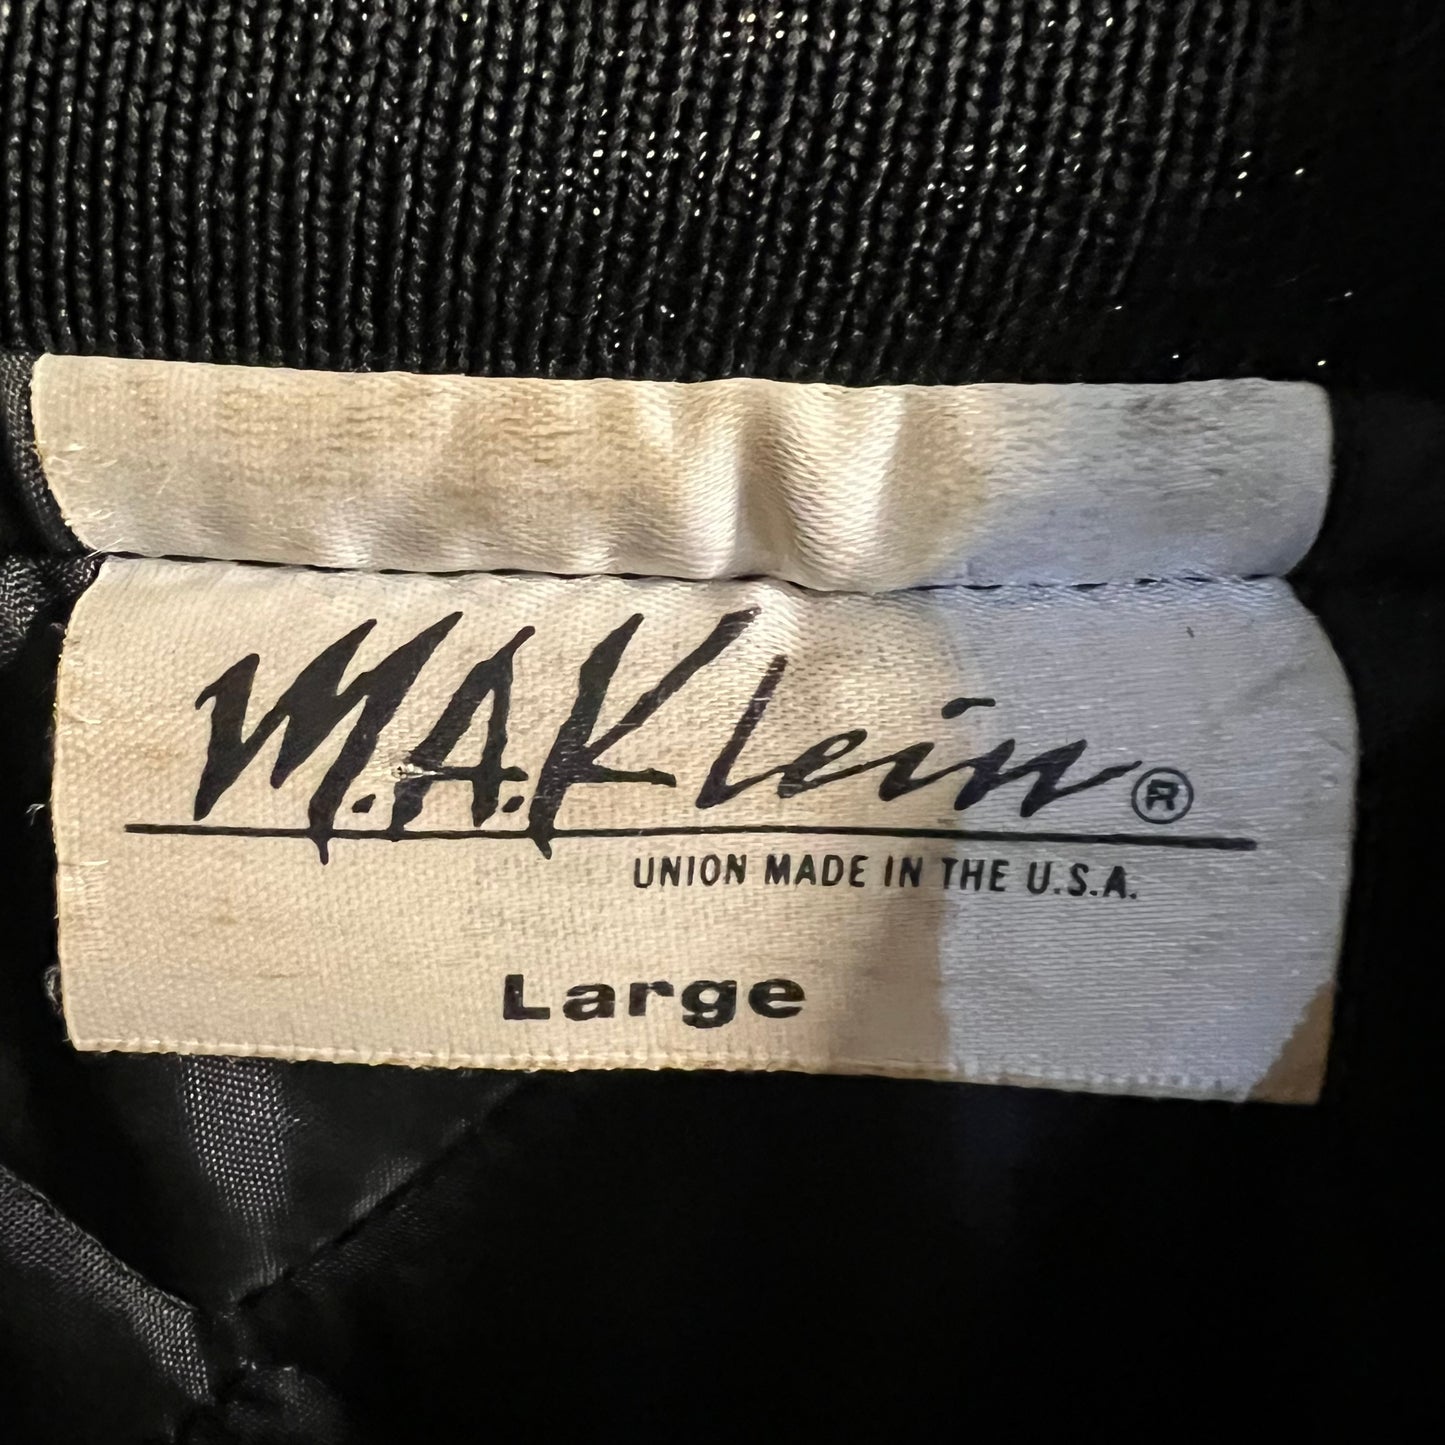 M.A.Klein®
UNION MADE IN THE U.S.A.
Large